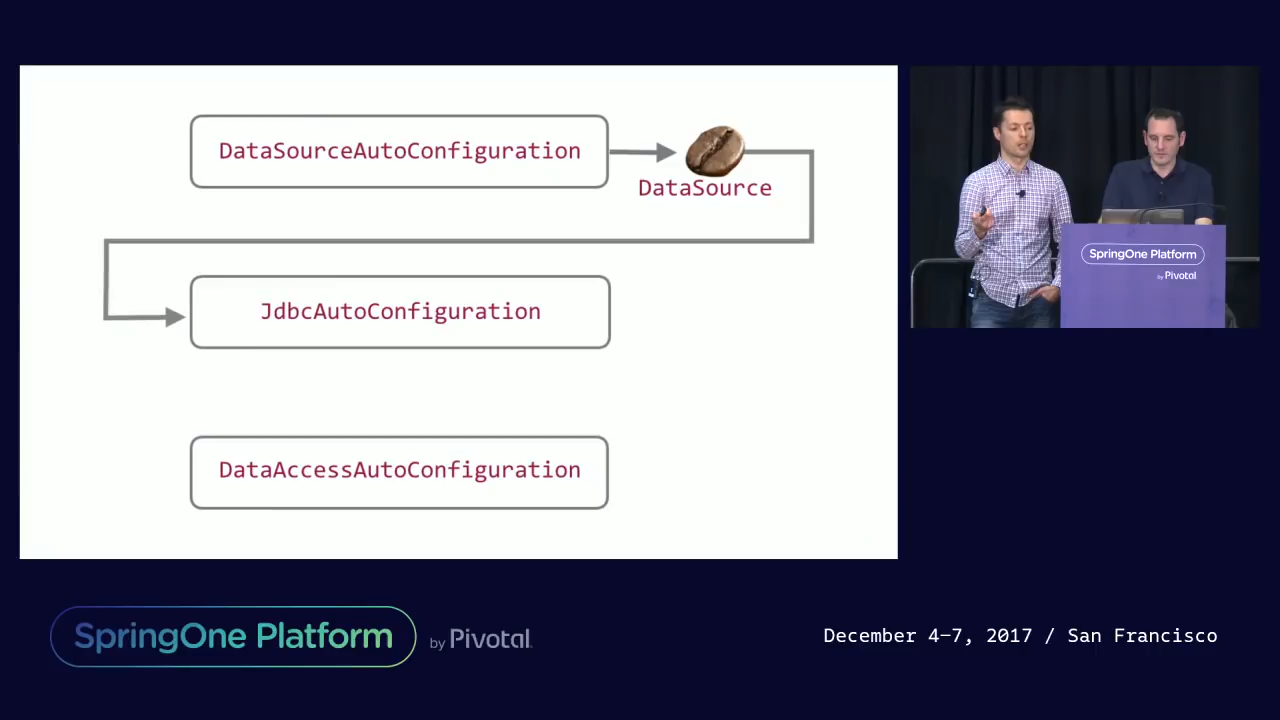 DataSourceAutoConfiguration
DataSource
JdbcAutoConfiguration
DataAccessAutoConfiguration
SpringOne Platform
by Pivotal
SpringOne Platform
by Pivotal.
December 4–7, 2017 / San Francisco